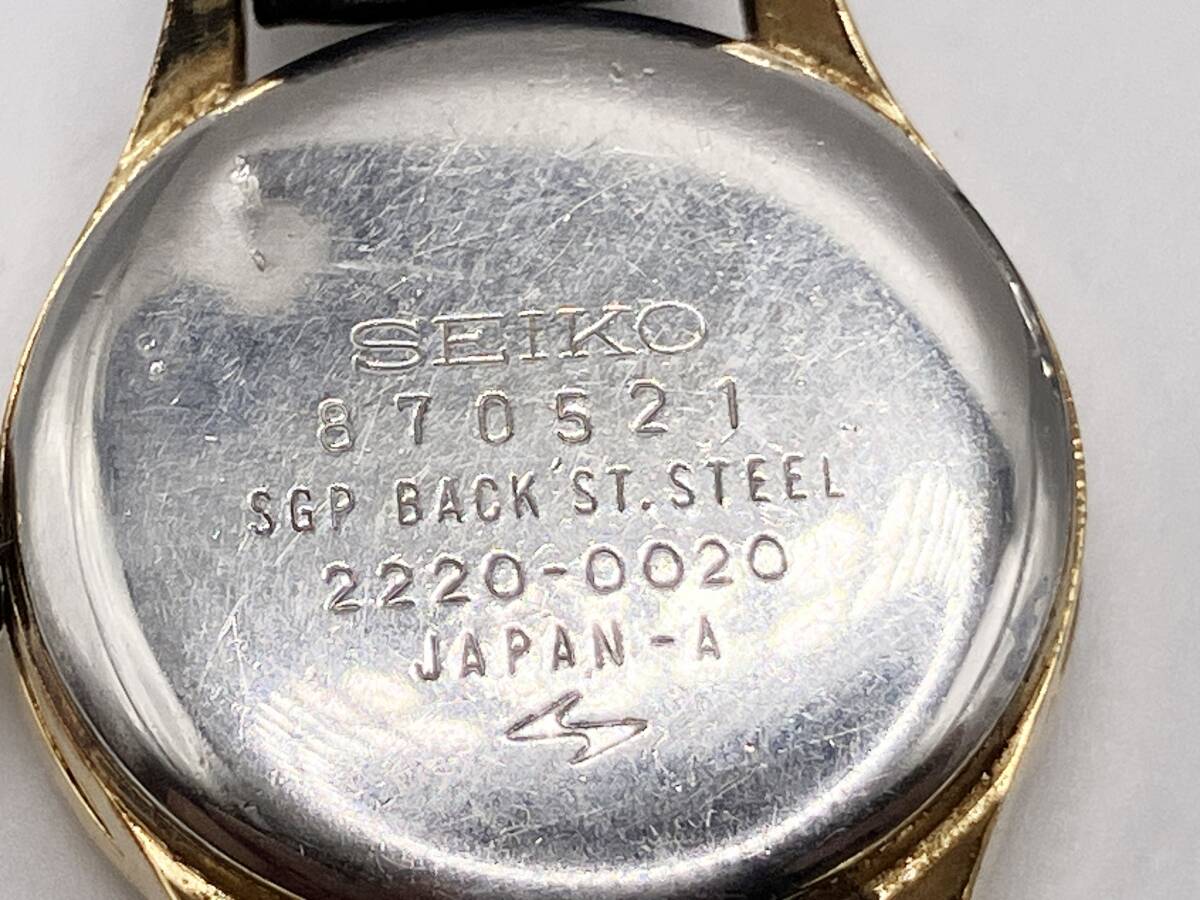 SEIKO
870521
SGP BACK ST.STEEL
2220-0020
JAPAN-A